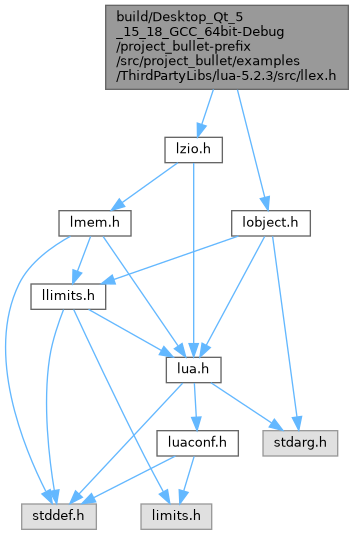 build/Desktop_Qt_5
_15_18_GCC_64bit-Debug
/project_bullet-prefix
/src/project_bullet/examples
/ThirdPartyLibs/lua-5.2.3/src/llex.h
lzio.h
lmem.h
lobject.h
llimits.h
lua.h
luaconf.h
stdarg.h
stddef.h
limits.h